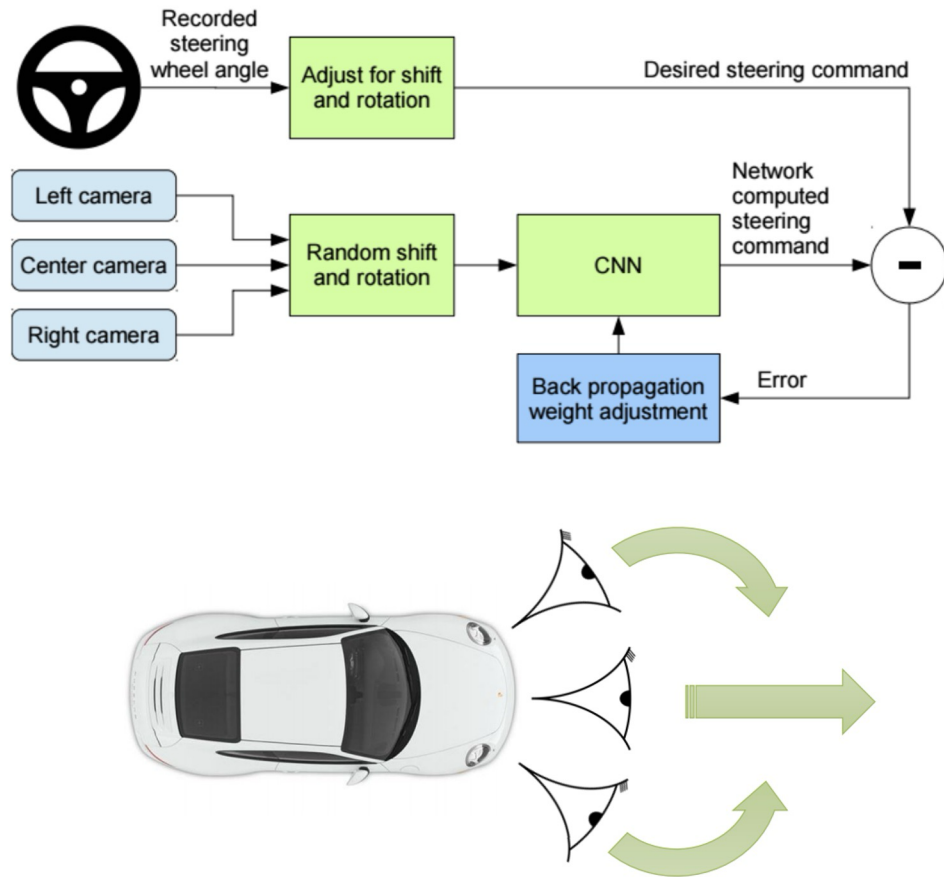 Recorded
steering
wheel angle
Adjust for shift
and rotation
Desired steering command
Left camera
Center camera
Right camera
Random shift
and rotation
CNN
Network
computed
steering
command
-
Back propagation
weight adjustment
Error